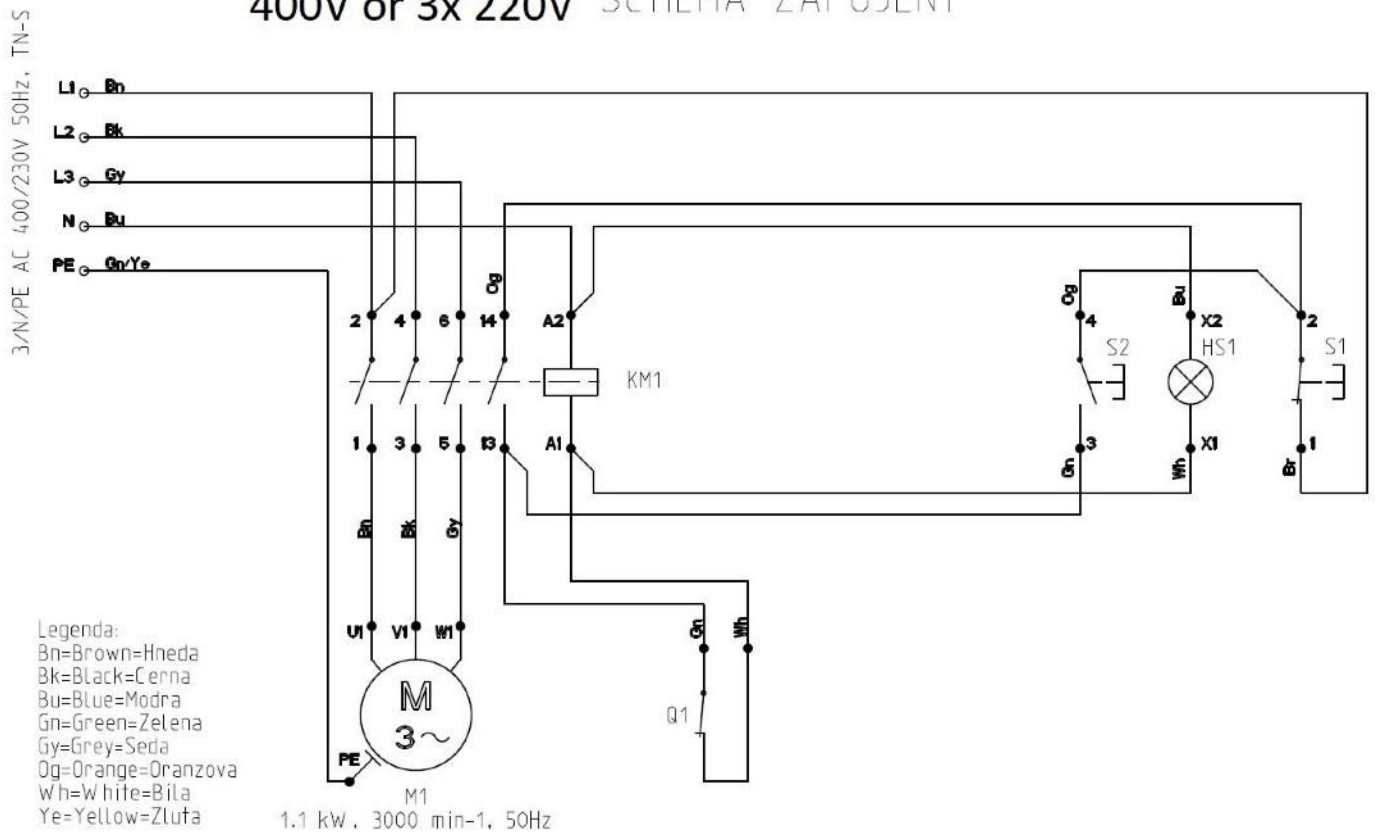 400V or 3x 220V SCHEMA ZAPOJENI
3/N/PE AC 400/230V 50Hz, TN-S
L1 Bn
L2 Bk
L3 Gy
N Bu
PE Gn/Ye
Og
Og
Bu
2 4 6 14 A2 4 X2 2
S2 HS1 S1
KM1
1 3 5 13 A1 3 X1 1
Gn Wh Br
Bn Bk Gy
U1 V1 W1
Gn Wh
M
3~
Q1
PE
M1
1.1 kW, 3000 min-1, 50Hz
Legenda:
Bn=Brown=Hneda
Bk=Black=Cerna
Bu=Blue=Modra
Gn=Green=Zelena
Gy=Grey=Seda
Og=Orange=Oranzova
Wh=White=Bila
Ye=Yellow=Zluta